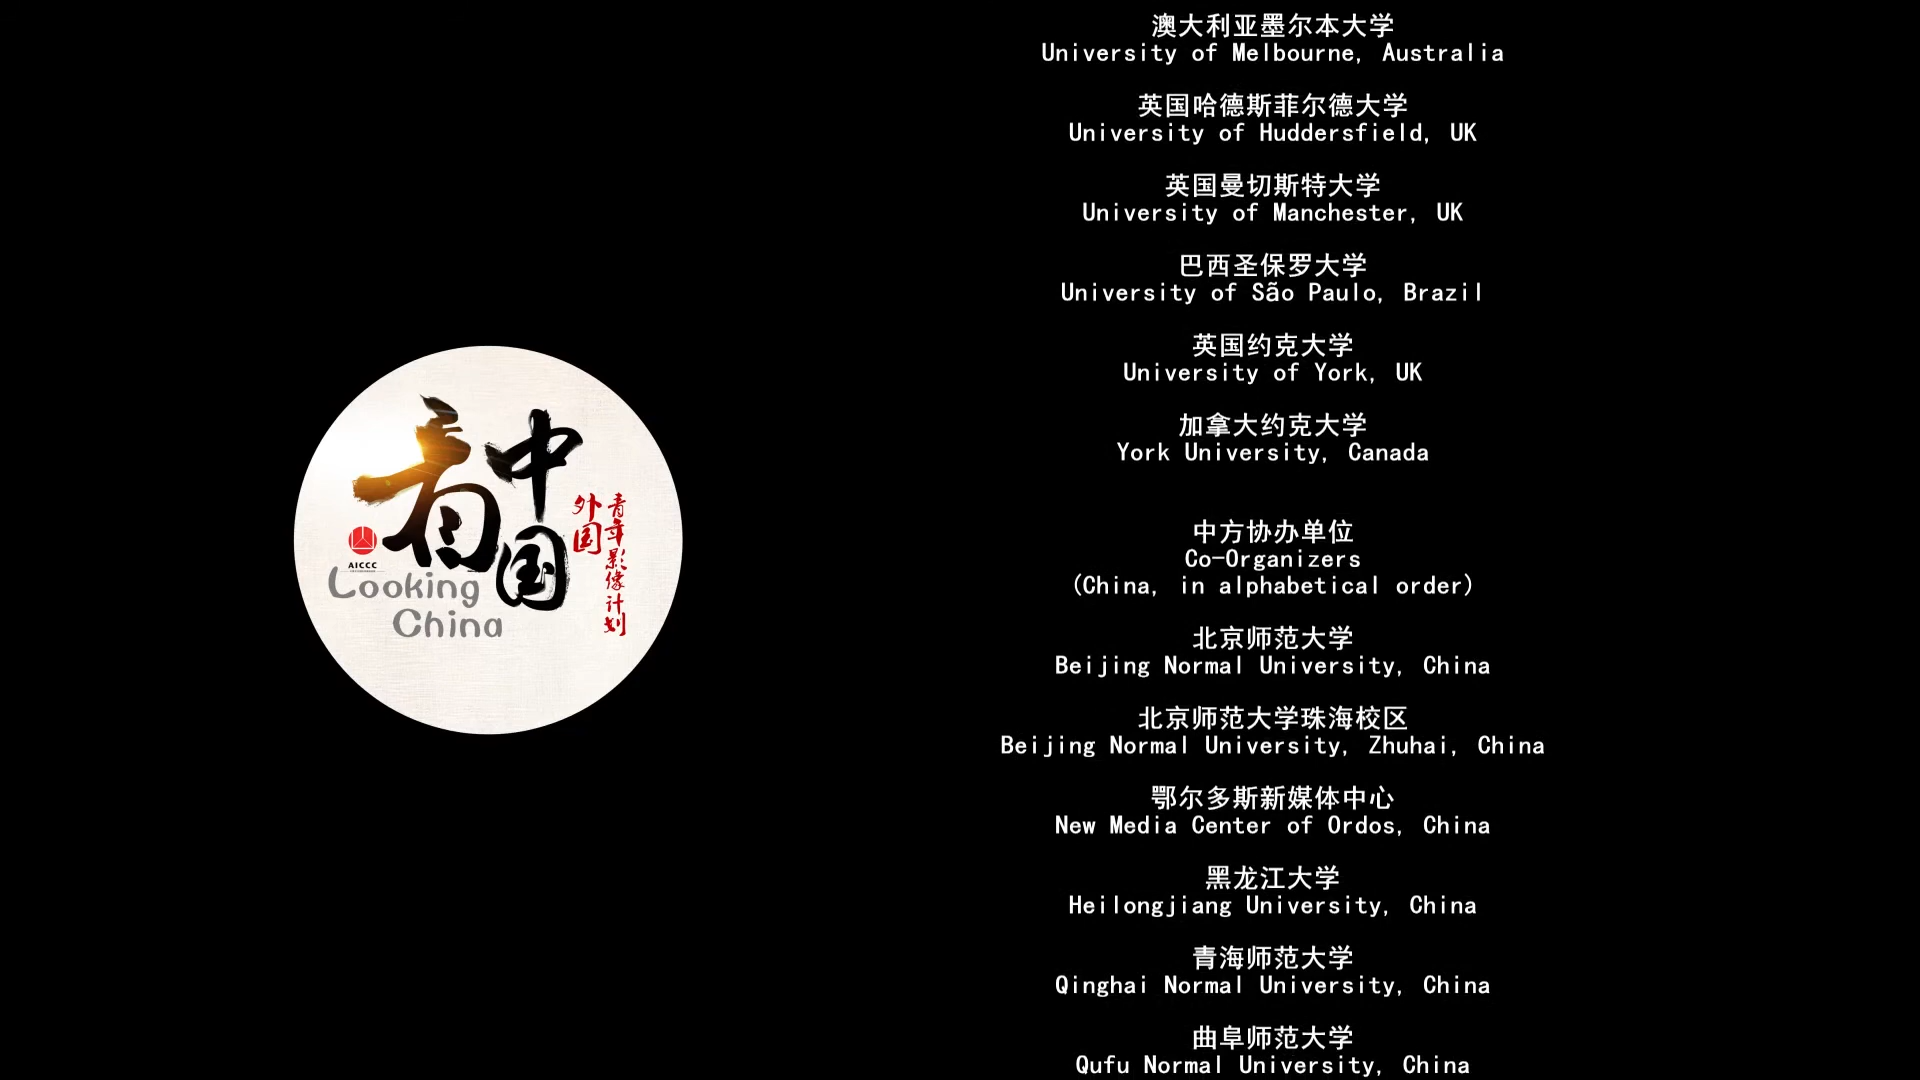 看中国
外国
青年影像计划
AICCC
Looking
China
澳大利亚墨尔本大学
University of Melbourne, Australia
英国哈德斯菲尔德大学
University of Huddersfield, UK
英国曼切斯特大学
University of Manchester, UK
巴西圣保罗大学
University of São Paulo, Brazil
英国约克大学
University of York, UK
加拿大约克大学
York University, Canada
中方协办单位
Co-Organizers
(China, in alphabetical order)
北京师范大学
Beijing Normal University, China
北京师范大学珠海校区
Beijing Normal University, Zhuhai, China
鄂尔多斯新媒体中心
New Media Center of Ordos, China
黑龙江大学
Heilongjiang University, China
青海师范大学
Qinghai Normal University, China
曲阜师范大学
Qufu Normal University, China